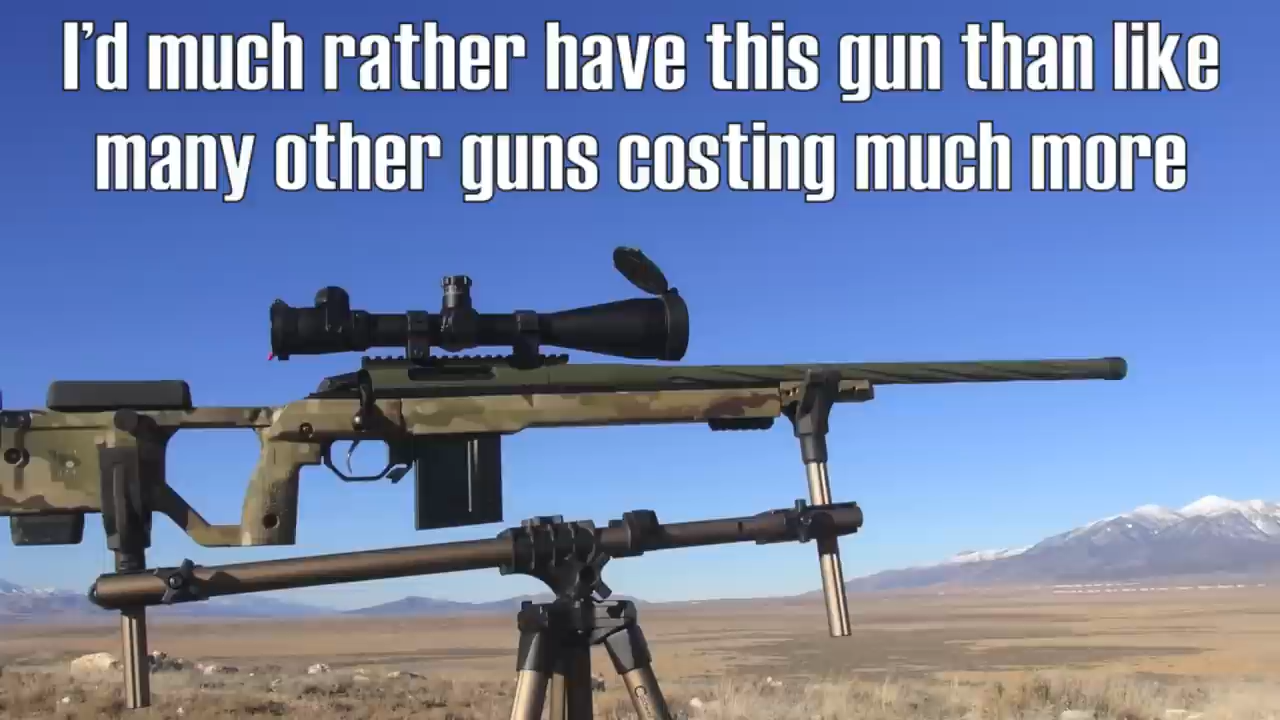 I'd much rather have this gun than like
many other guns costing much more